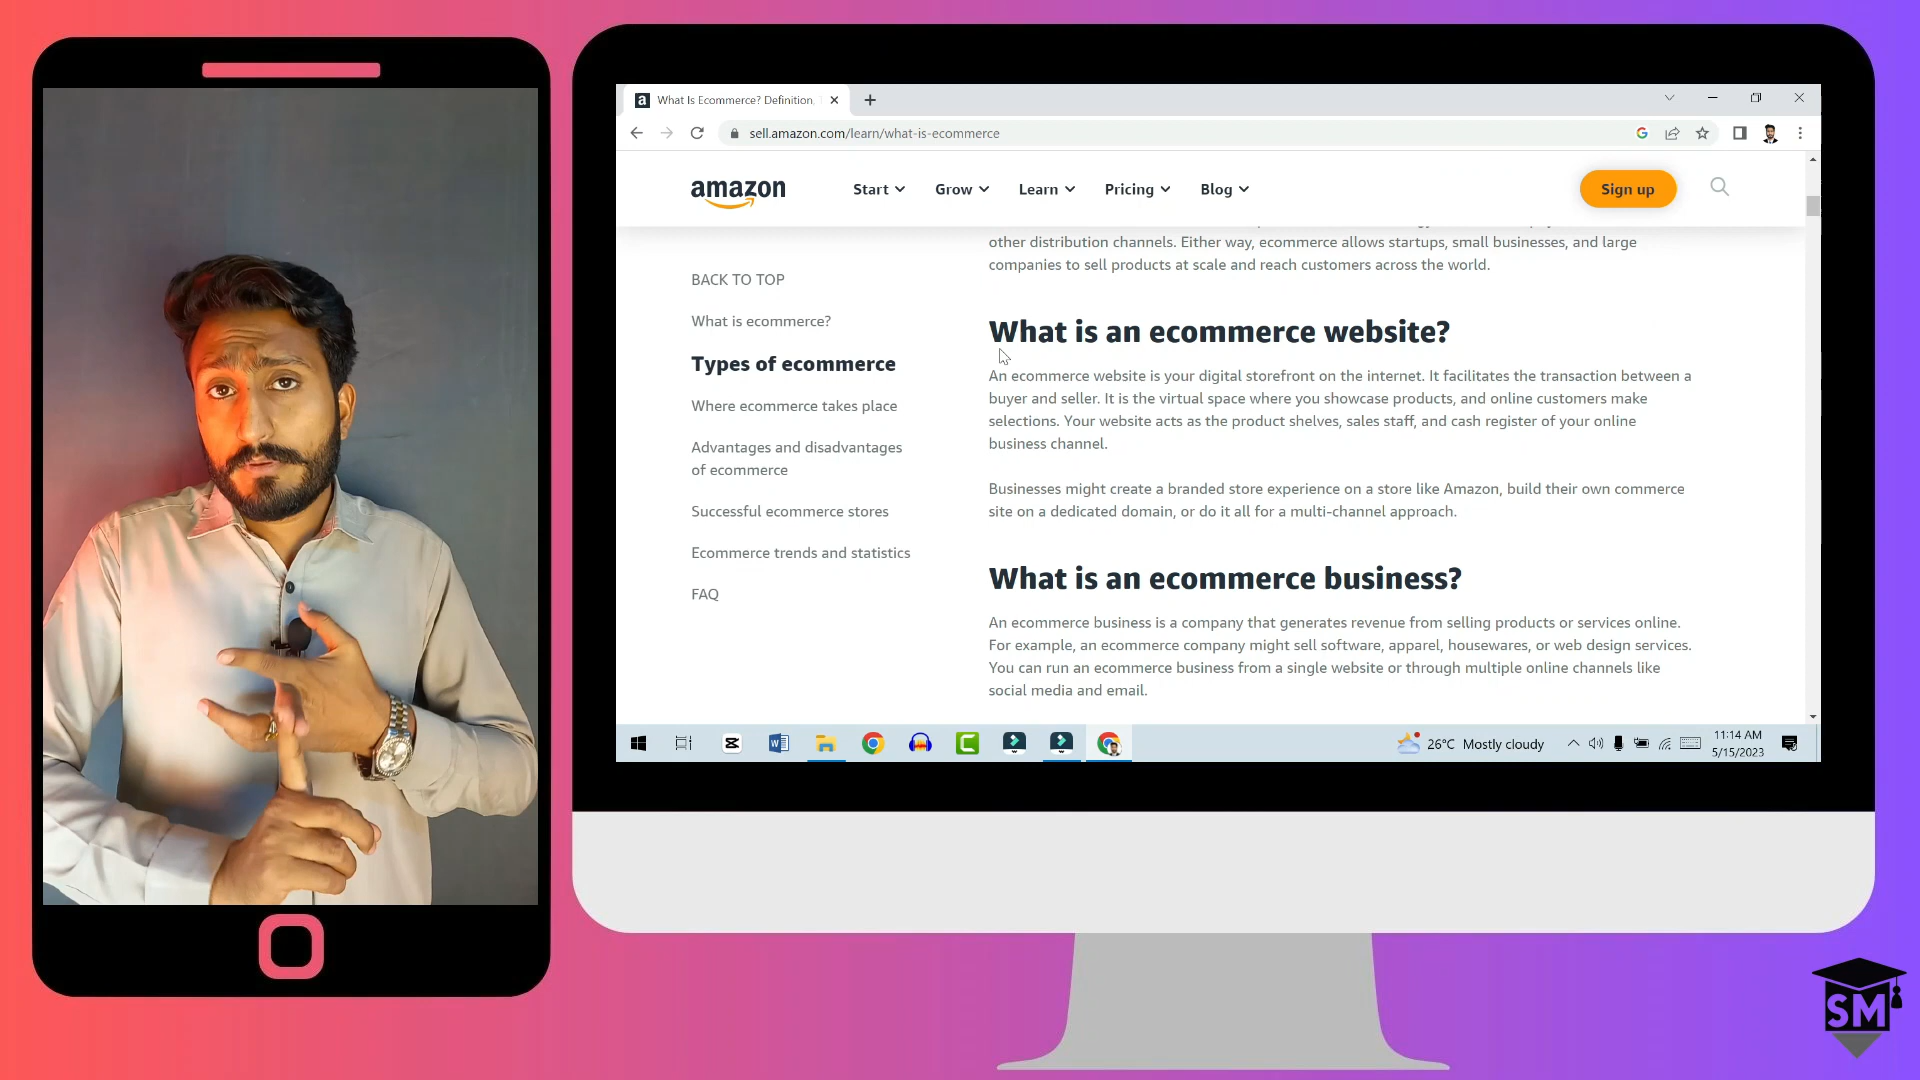 What Is Ecommerce? Definition,
sell.amazon.com/learn/what-is-ecommerce
amazon
Start
Grow
Learn
Pricing
Blog
Sign up
BACK TO TOP
What is ecommerce?
Types of ecommerce
Where ecommerce takes place
Advantages and disadvantages
of ecommerce
Successful ecommerce stores
Ecommerce trends and statistics
FAQ
other distribution channels. Either way, ecommerce allows startups, small businesses, and large
companies to sell products at scale and reach customers across the world.
What is an ecommerce website?
An ecommerce website is your digital storefront on the internet. It facilitates the transaction between a
buyer and seller. It is the virtual space where you showcase products, and online customers make
selections. Your website acts as the product shelves, sales staff, and cash register of your online
business channel.
Businesses might create a branded store experience on a store like Amazon, build their own commerce
site on a dedicated domain, or do it all for a multi-channel approach.
What is an ecommerce business?
An ecommerce business is a company that generates revenue from selling products or services online.
For example, an ecommerce company might sell software, apparel, housewares, or web design services.
You can run an ecommerce business from a single website or through multiple online channels like
social media and email.
26°C Mostly cloudy
11:14 AM
5/15/2023
SM